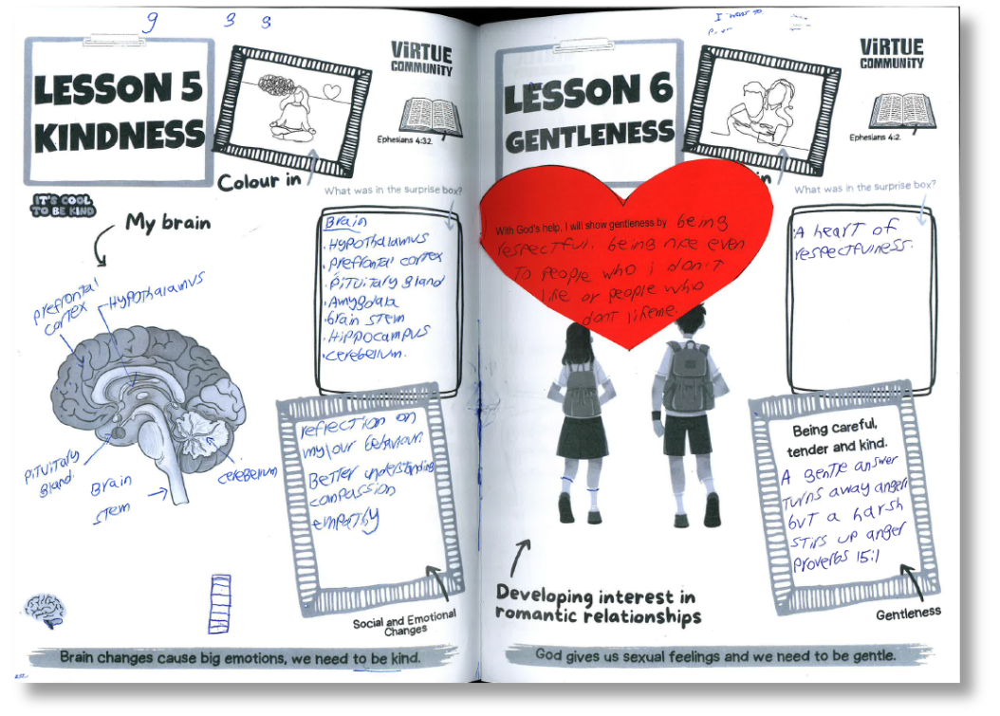 9 3 3
LESSON 5
KINDNESS
VIRTUE
COMMUNITY
Ephesians 4:32.
Colour in
IT'S COOL
TO BE KIND
My brain
What was in the surprise box?
Brain
. Hypothalamus
. prefrontal cortex
. Pituitary gland
. Amygdala
. brain stem
. Hippocampus
. cerebellum.
prefrontal
cortex
Hypothalamus
Pituitary
gland
Brain
stem
cerebellum
reflection on
my/our behaviour.
Better understanding
compassion
empathy
Social and Emotional
Changes
Brain changes cause big emotions, we need to be kind.
I want to
LESSON 6
GENTLENESS
VIRTUE
COMMUNITY
Ephesians 4:2.
in
What was in the surprise box?
With God's help, I will show gentleness by being
respectful. being nice even
to people who i don't
like or people who
dont likeme.
. A heart of
respectfulness.
Being careful,
tender and kind.
A gentle answer
turns away anger
but a harsh
stirs up anger
Proverbs 15:1
Gentleness
Developing interest in
romantic relationships
God gives us sexual feelings and we need to be gentle.